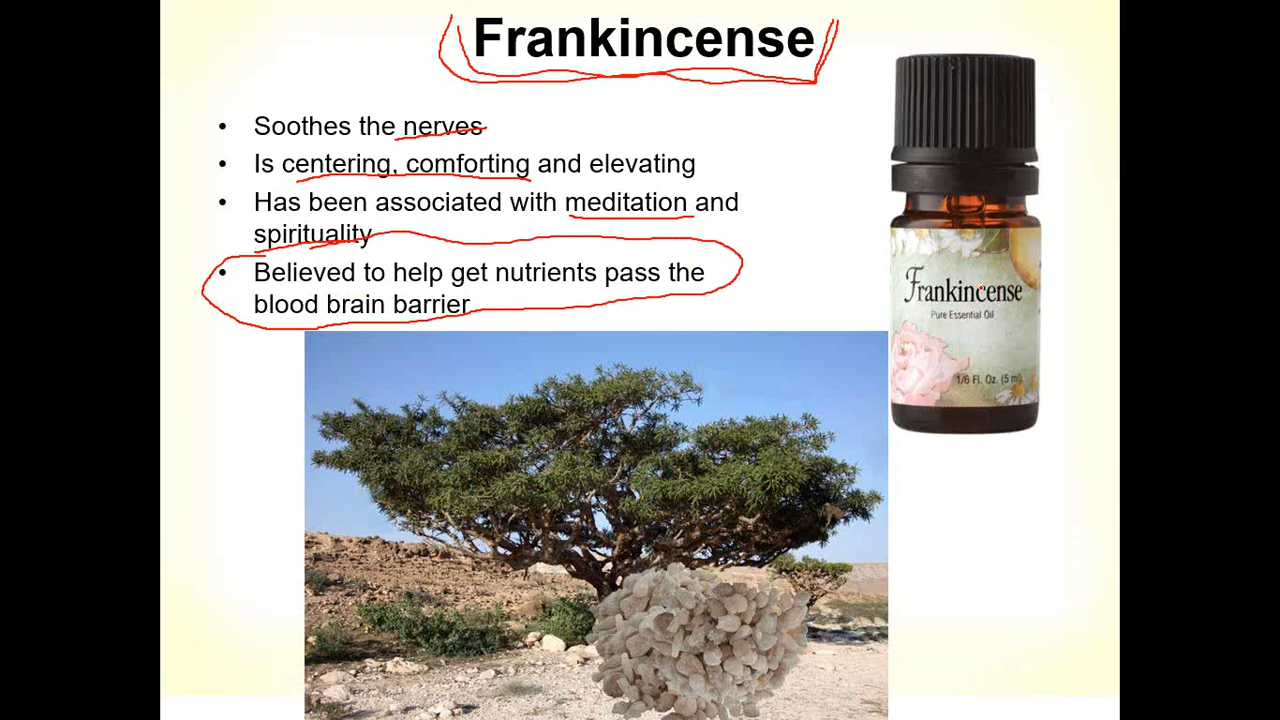 Frankincense
• Soothes the nerves
• Is centering, comforting and elevating
• Has been associated with meditation and
spirituality
• Believed to help get nutrients pass the
blood brain barrier
Frankincense
Pure Essential Oil
1/6 Fl. Oz. (5 ml)